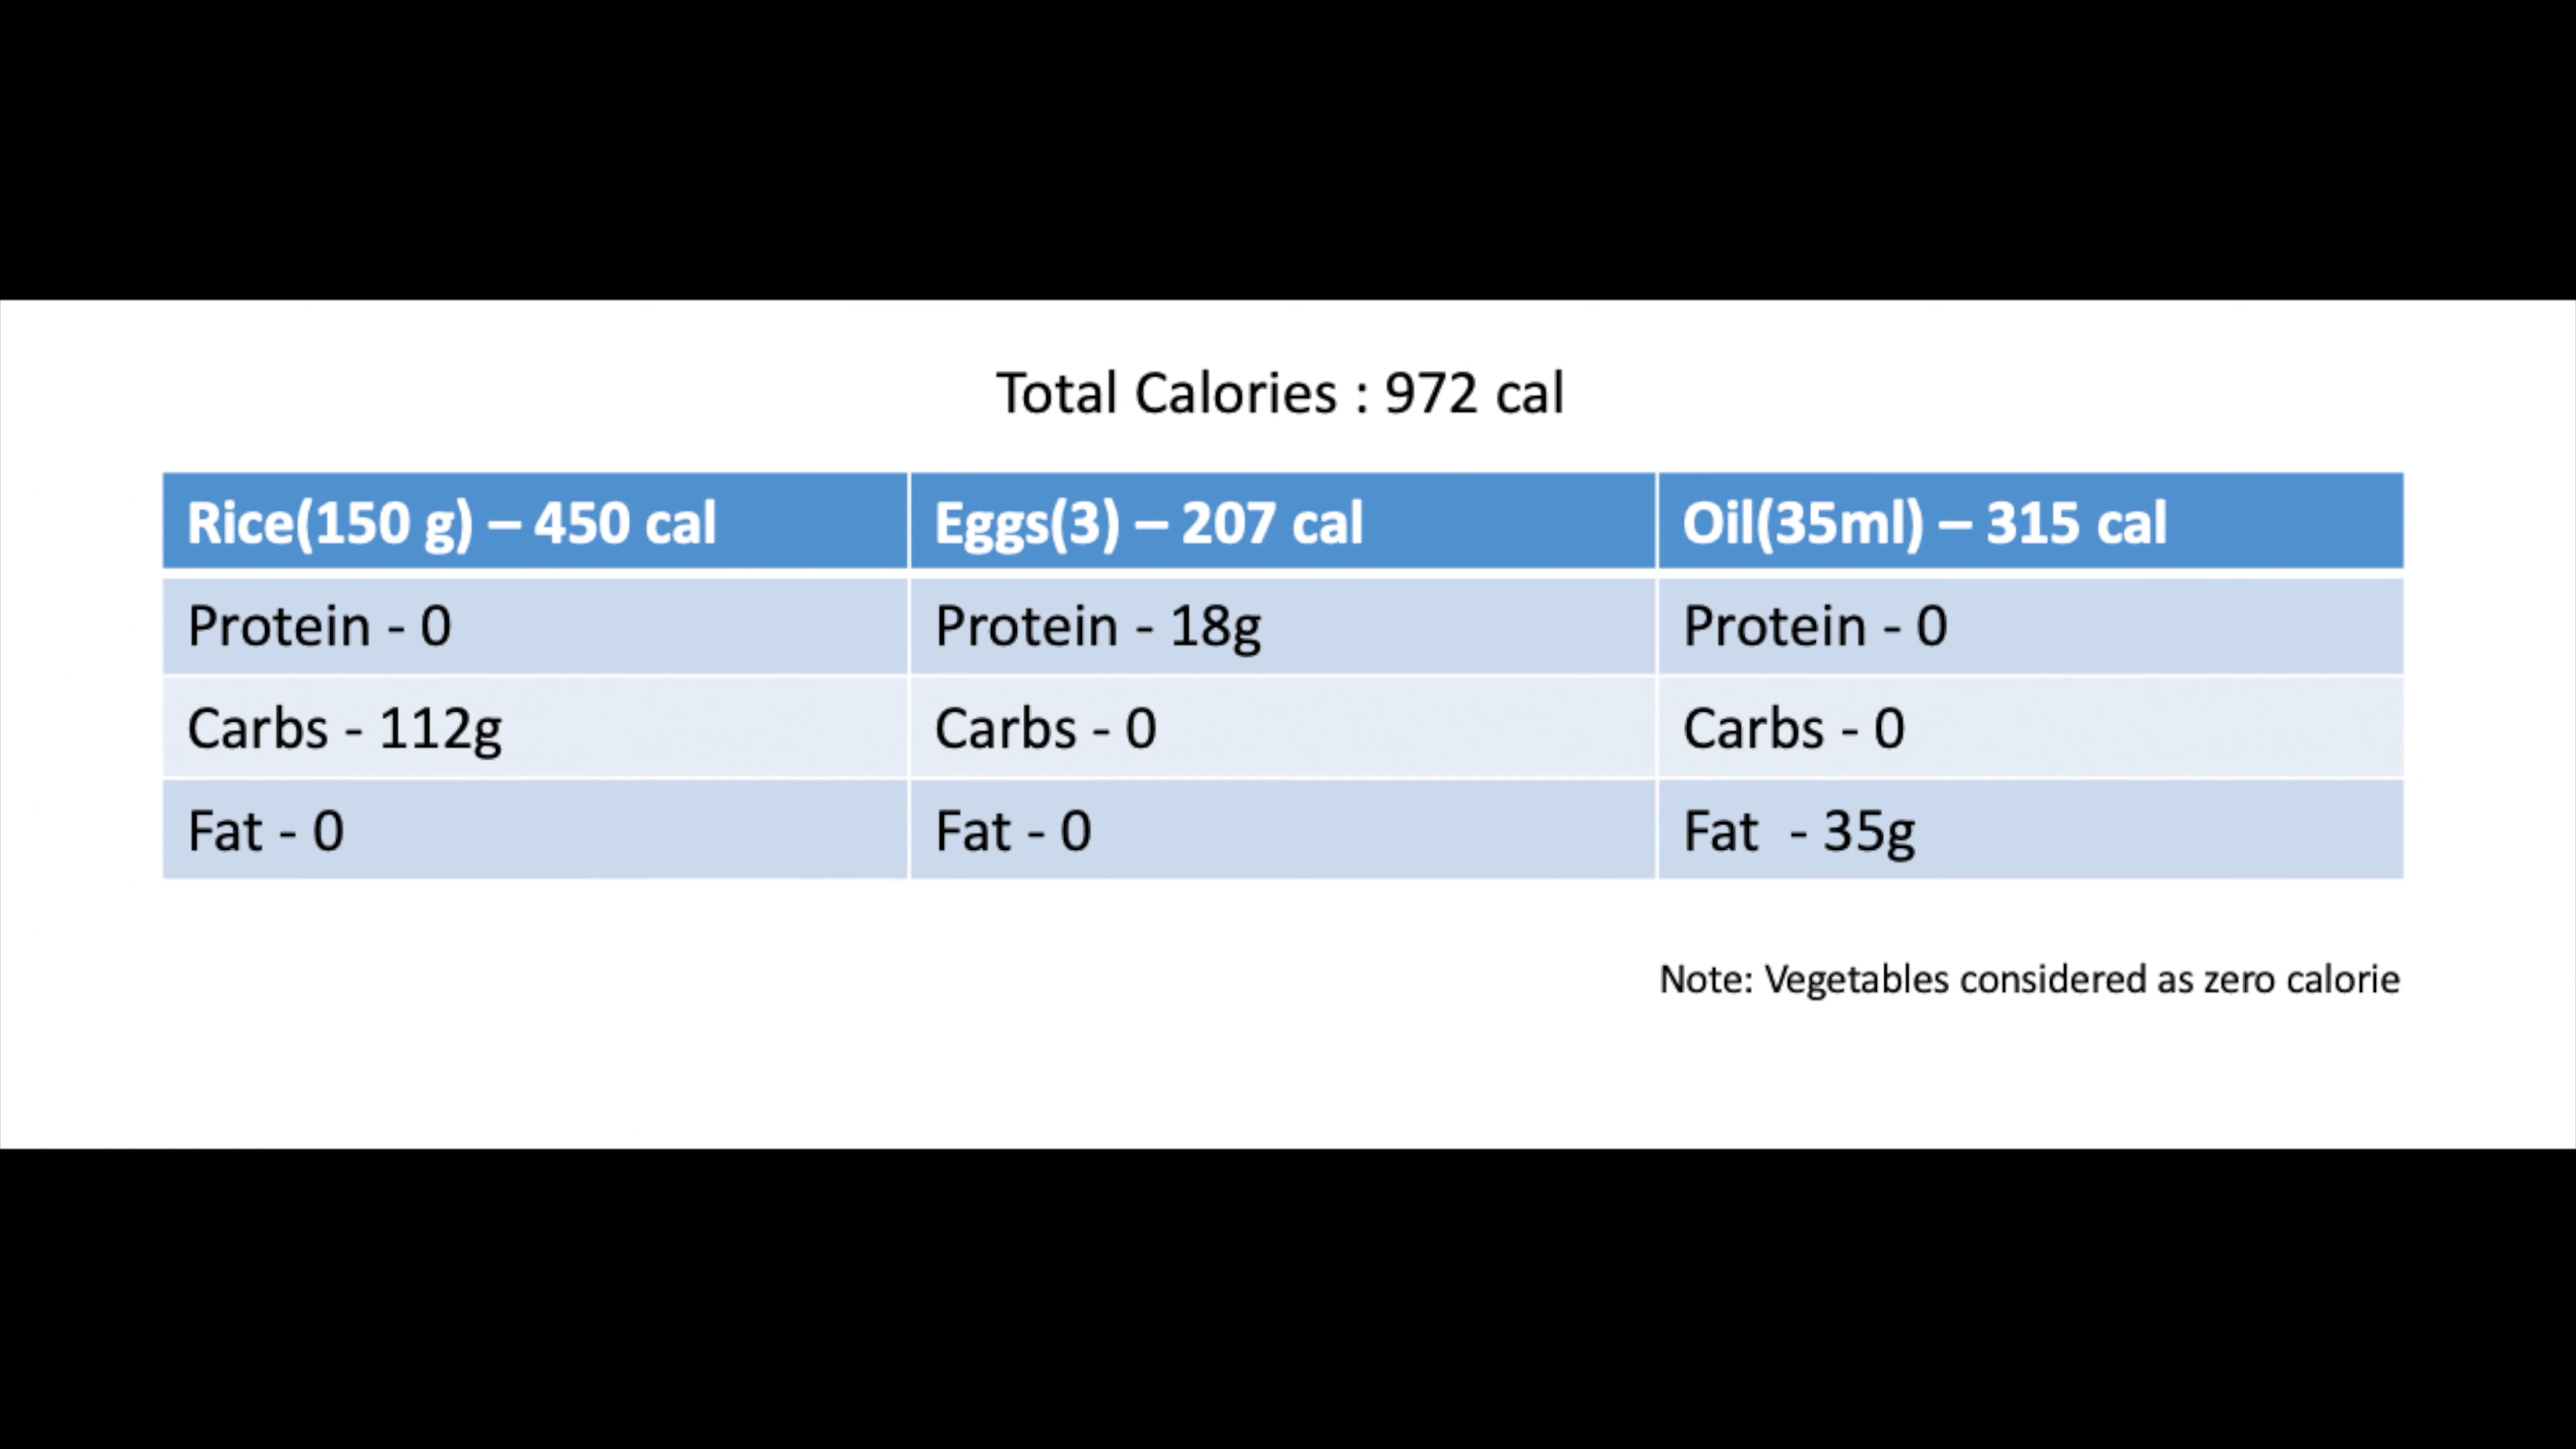 Total Calories : 972 cal
Rice(150 g) – 450 cal Eggs(3) – 207 cal Oil(35ml) – 315 cal
Protein - 0 Protein - 18g Protein - 0
Carbs - 112g Carbs - 0 Carbs - 0
Fat - 0 Fat - 0 Fat  - 35g
Note: Vegetables considered as zero calorie